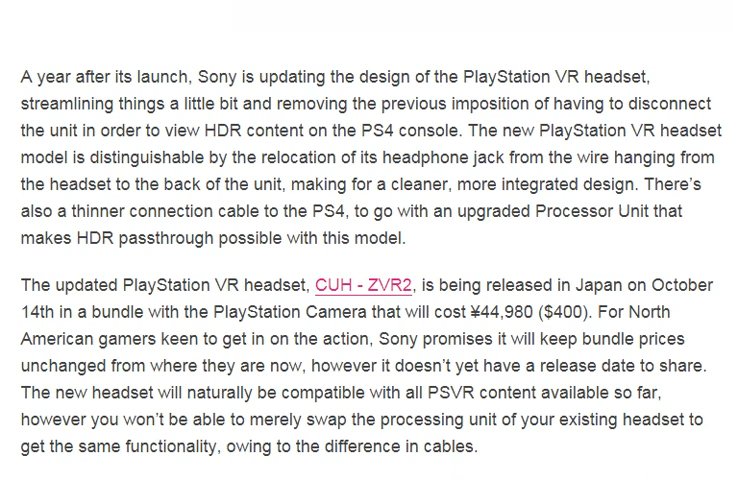 A year after its launch, Sony is updating the design of the PlayStation VR headset,
streamlining things a little bit and removing the previous imposition of having to disconnect
the unit in order to view HDR content on the PS4 console. The new PlayStation VR headset
model is distinguishable by the relocation of its headphone jack from the wire hanging from
the headset to the back of the unit, making for a cleaner, more integrated design. There’s
also a thinner connection cable to the PS4, to go with an upgraded Processor Unit that
makes HDR passthrough possible with this model.
The updated PlayStation VR headset, CUH - ZVR2, is being released in Japan on October
14th in a bundle with the PlayStation Camera that will cost ¥44,980 ($400). For North
American gamers keen to get in on the action, Sony promises it will keep bundle prices
unchanged from where they are now, however it doesn’t yet have a release date to share.
The new headset will naturally be compatible with all PSVR content available so far,
however you won’t be able to merely swap the processing unit of your existing headset to
get the same functionality, owing to the difference in cables.